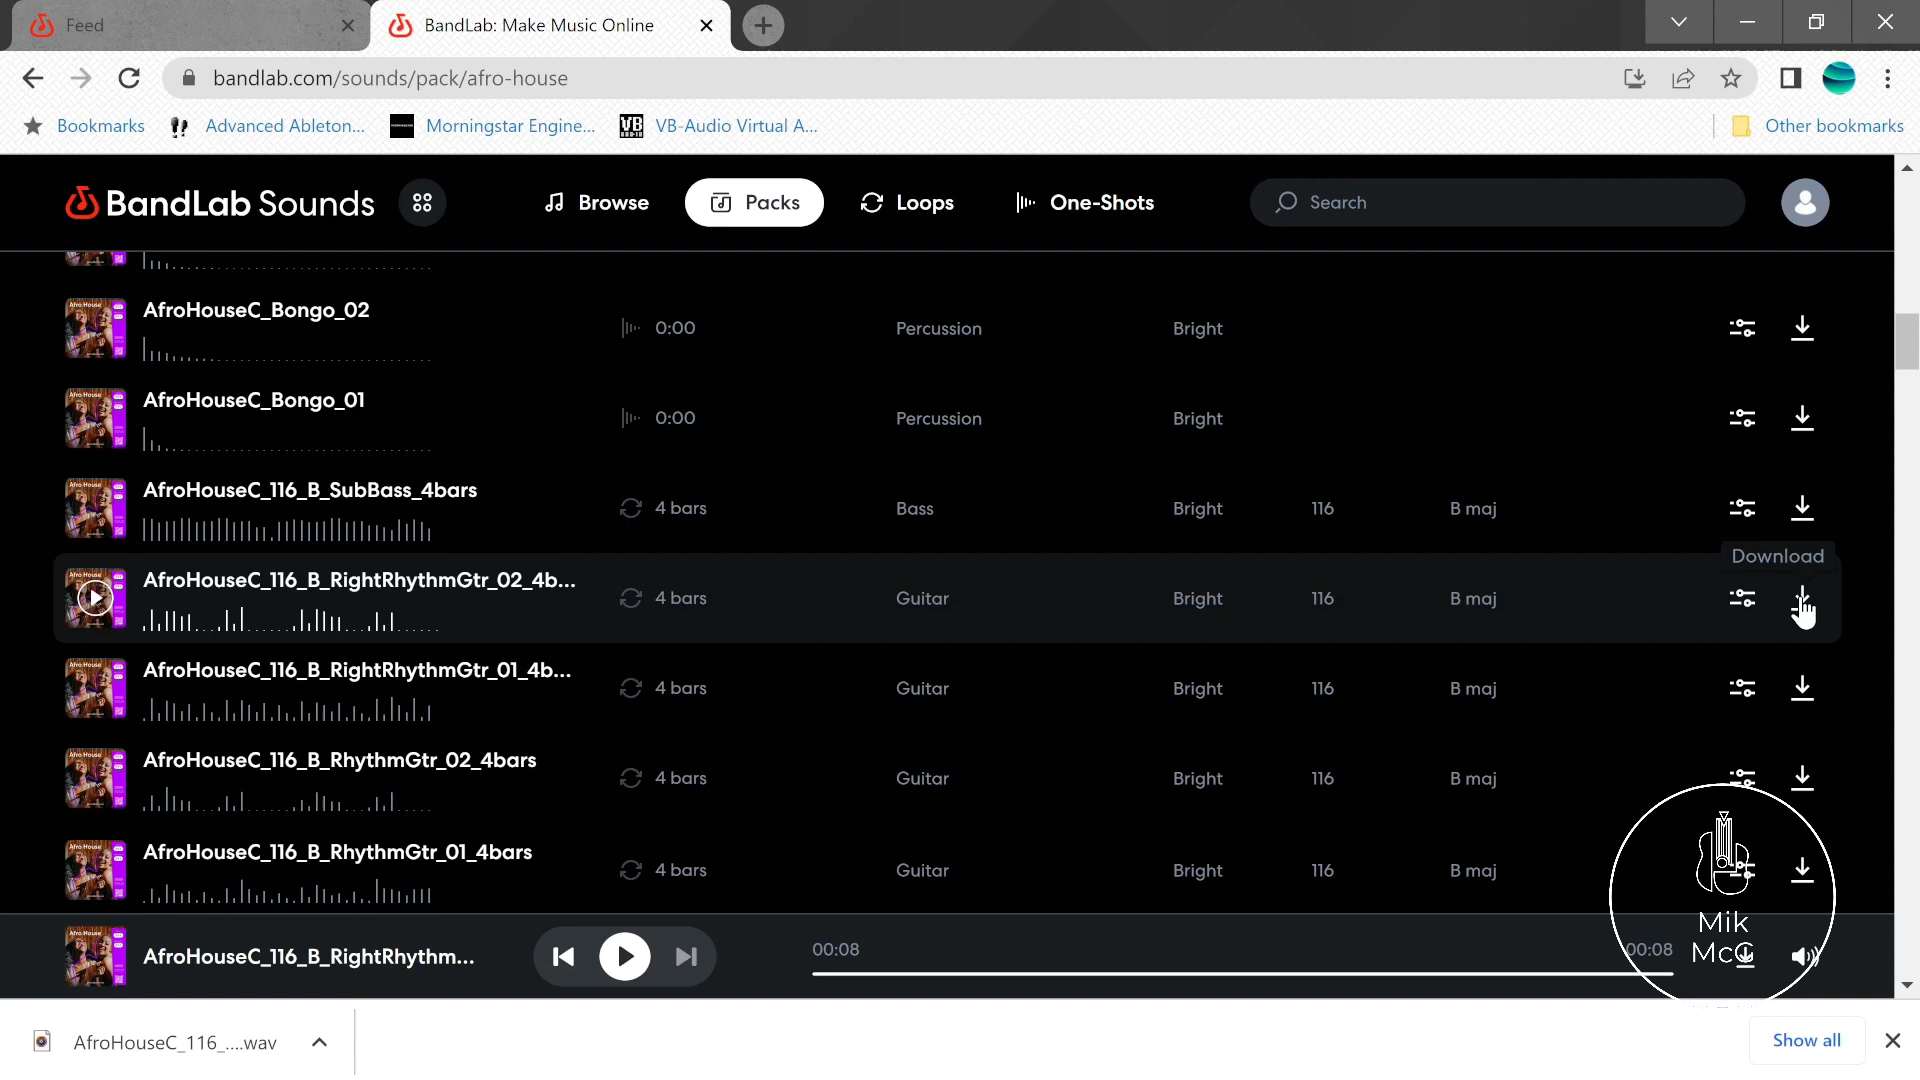 Feed
BandLab: Make Music Online
bandlab.com/sounds/pack/afro-house
Bookmarks
Advanced Ableton...
Morningstar Engine...
VB-Audio Virtual A...
Other bookmarks
BandLab Sounds
Browse
Packs
Loops
One-Shots
Search
AfroHouseC_Bongo_02
0:00
Percussion
Bright
AfroHouseC_Bongo_01
0:00
Percussion
Bright
AfroHouseC_116_B_SubBass_4bars
4 bars
Bass
Bright
116
B maj
Download
AfroHouseC_116_B_RightRhythmGtr_02_4b...
4 bars
Guitar
Bright
116
B maj
AfroHouseC_116_B_RightRhythmGtr_01_4b...
4 bars
Guitar
Bright
116
B maj
AfroHouseC_116_B_RhythmGtr_02_4bars
4 bars
Guitar
Bright
116
B maj
AfroHouseC_116_B_RhythmGtr_01_4bars
4 bars
Guitar
Bright
116
B maj
Mik
McG
AfroHouseC_116_B_RightRhythm...
00:08
00:08
AfroHouseC_116_....wav
Show all